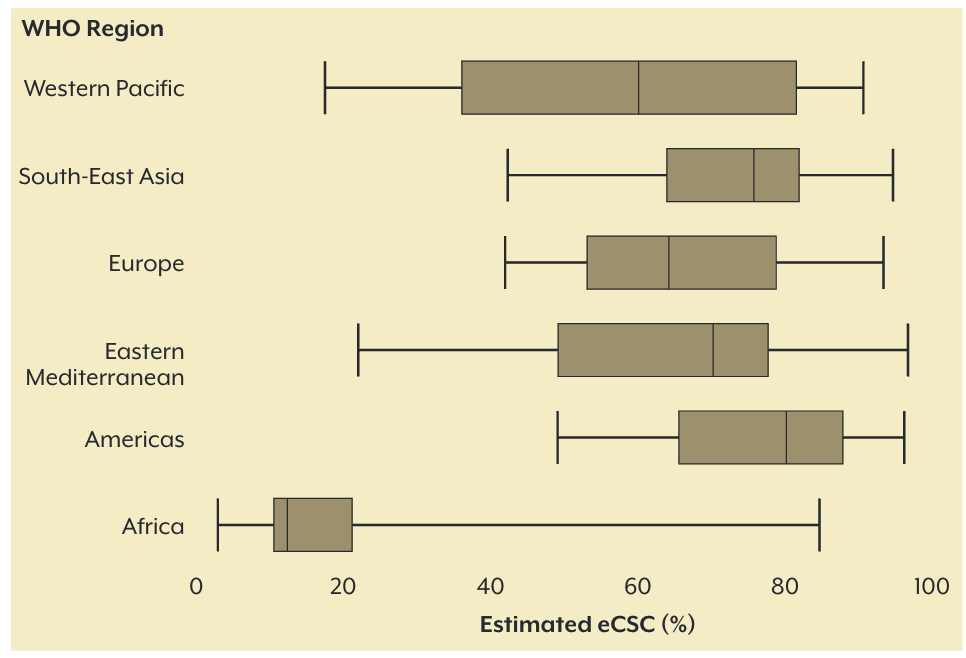 WHO Region
Western Pacific
South-East Asia
Europe
Eastern
Mediterranean
Americas
Africa
0 20 40 60 80 100
Estimated eCSC (%)